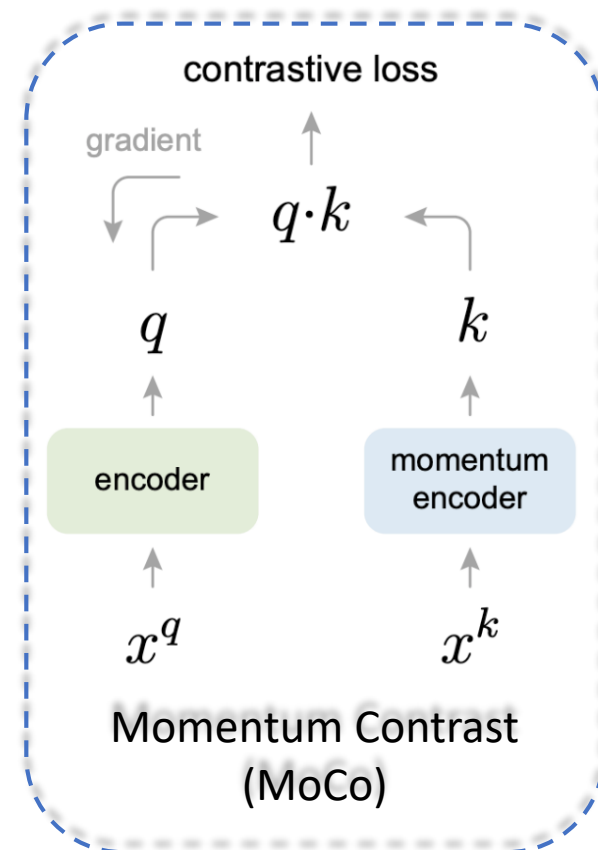 contrastive loss
gradient
q·k
q k
encoder
momentum
encoder
x^q x^k
Momentum Contrast
(MoCo)